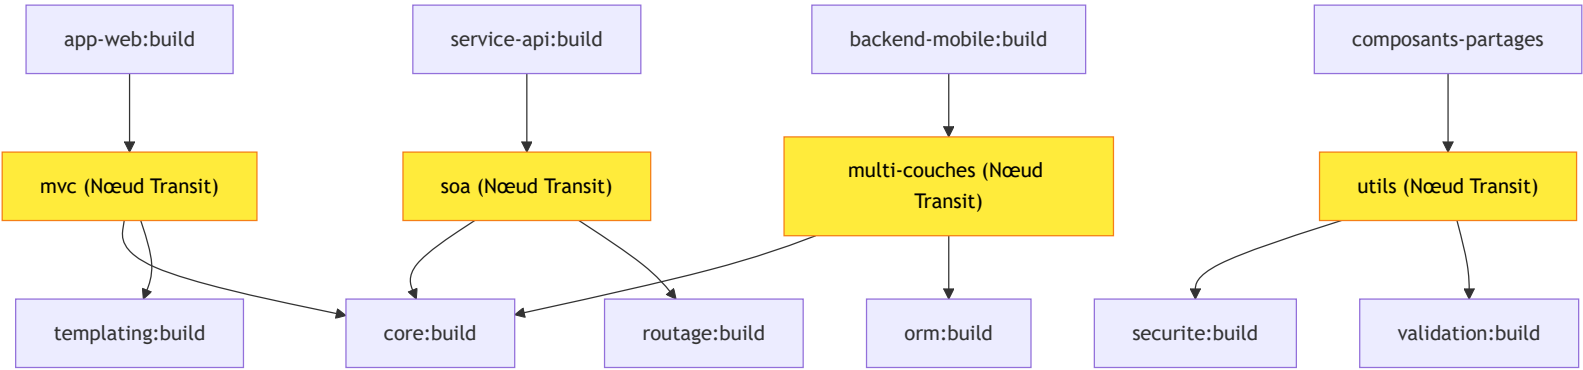 app-web:build
service-api:build
backend-mobile:build
composants-partages
mvc (Nœud Transit)
soa (Nœud Transit)
multi-couches (Nœud
Transit)
utils (Nœud Transit)
templating:build
core:build
routage:build
orm:build
securite:build
validation:build